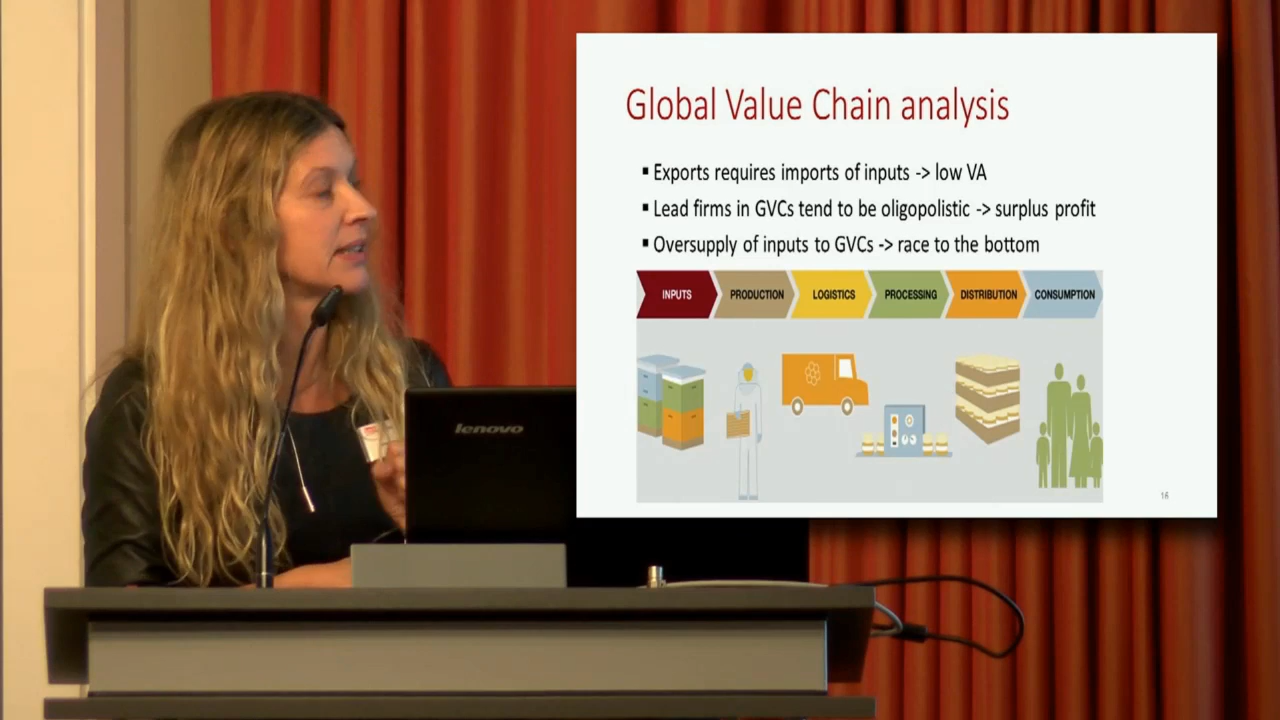 Global Value Chain analysis
▪ Exports requires imports of inputs -> low VA
▪ Lead firms in GVCs tend to be oligopolistic -> surplus profit
▪ Oversupply of inputs to GVCs -> race to the bottom
INPUTS PRODUCTION LOGISTICS PROCESSING DISTRIBUTION CONSUMPTION
lenovo
16